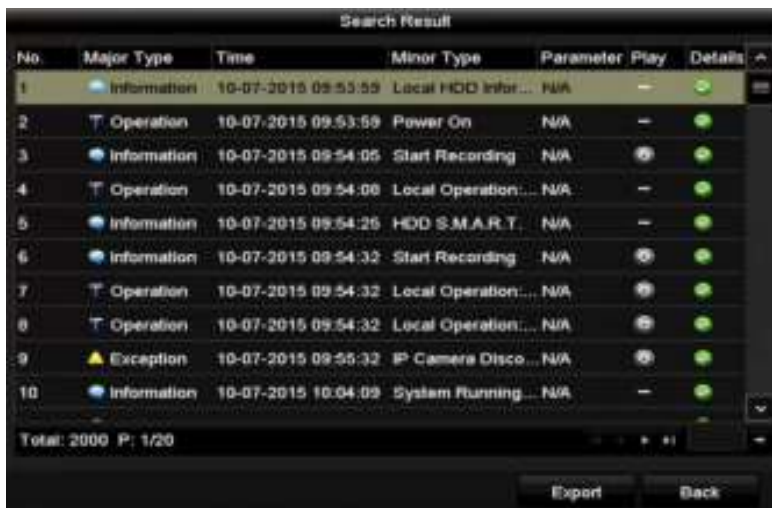 Search Result
No. Major Type Time Minor Type Parameter Play Details
1 Information 10-07-2015 09:53:59 Local HDD Infor... N/A —
2 Operation 10-07-2015 09:53:59 Power On N/A —
3 Information 10-07-2015 09:54:05 Start Recording N/A
4 Operation 10-07-2015 09:54:08 Local Operation:... N/A —
5 Information 10-07-2015 09:54:25 HDD S.M.A.R.T. N/A —
6 Information 10-07-2015 09:54:32 Start Recording N/A
7 Operation 10-07-2015 09:54:32 Local Operation:... N/A
8 Operation 10-07-2015 09:54:32 Local Operation:... N/A
9 Exception 10-07-2015 09:55:32 IP Camera Disco... N/A
10 Information 10-07-2015 10:04:09 System Running... N/A —
Total: 2000 P: 1/20
Export Back